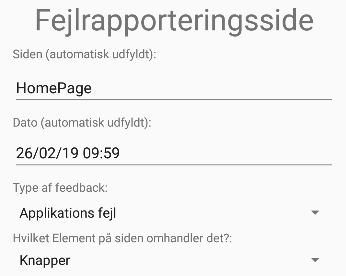 Fejlrapporteringsside
Siden (automatisk udfyldt):
HomePage
Dato (automatisk udfyldt):
26/02/19 09:59
Type af feedback:
Applikations fejl
Hvilket Element på siden omhandler det?:
Knapper